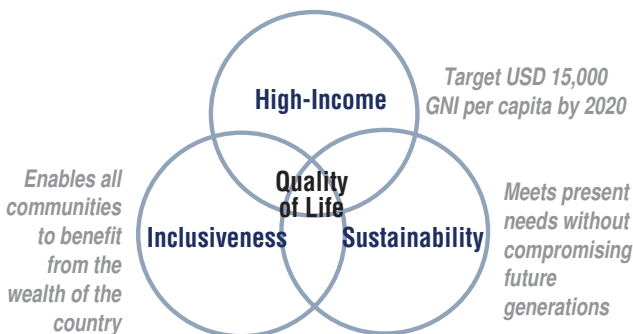 High-Income
Target USD 15,000
GNI per capita by 2020
Quality
of Life
Enables all
communities
to benefit
from the
wealth of the
country
Inclusiveness
Sustainability
Meets present
needs without
compromising
future
generations